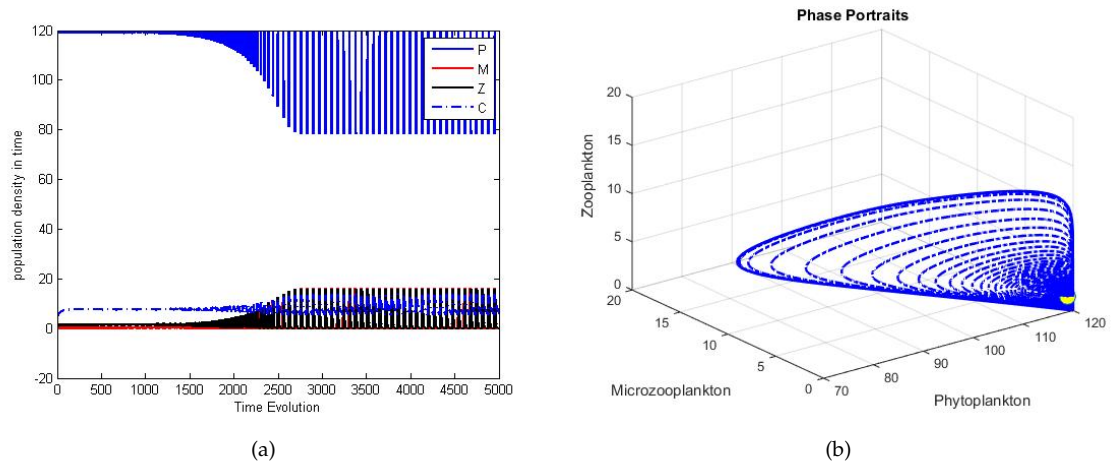 120
100
80
60
40
20
0
-20
0 500 1000 1500 2000 2500 3000 3500 4000 4500 5000
population density in time
Time Evolution
P
M
Z
C
(a)
Phase Portraits
20
15
10
5
0
Zooplankton
20
15
10
5
0
Microzooplankton
70
80
90
100
110
120
Phytoplankton
(b)